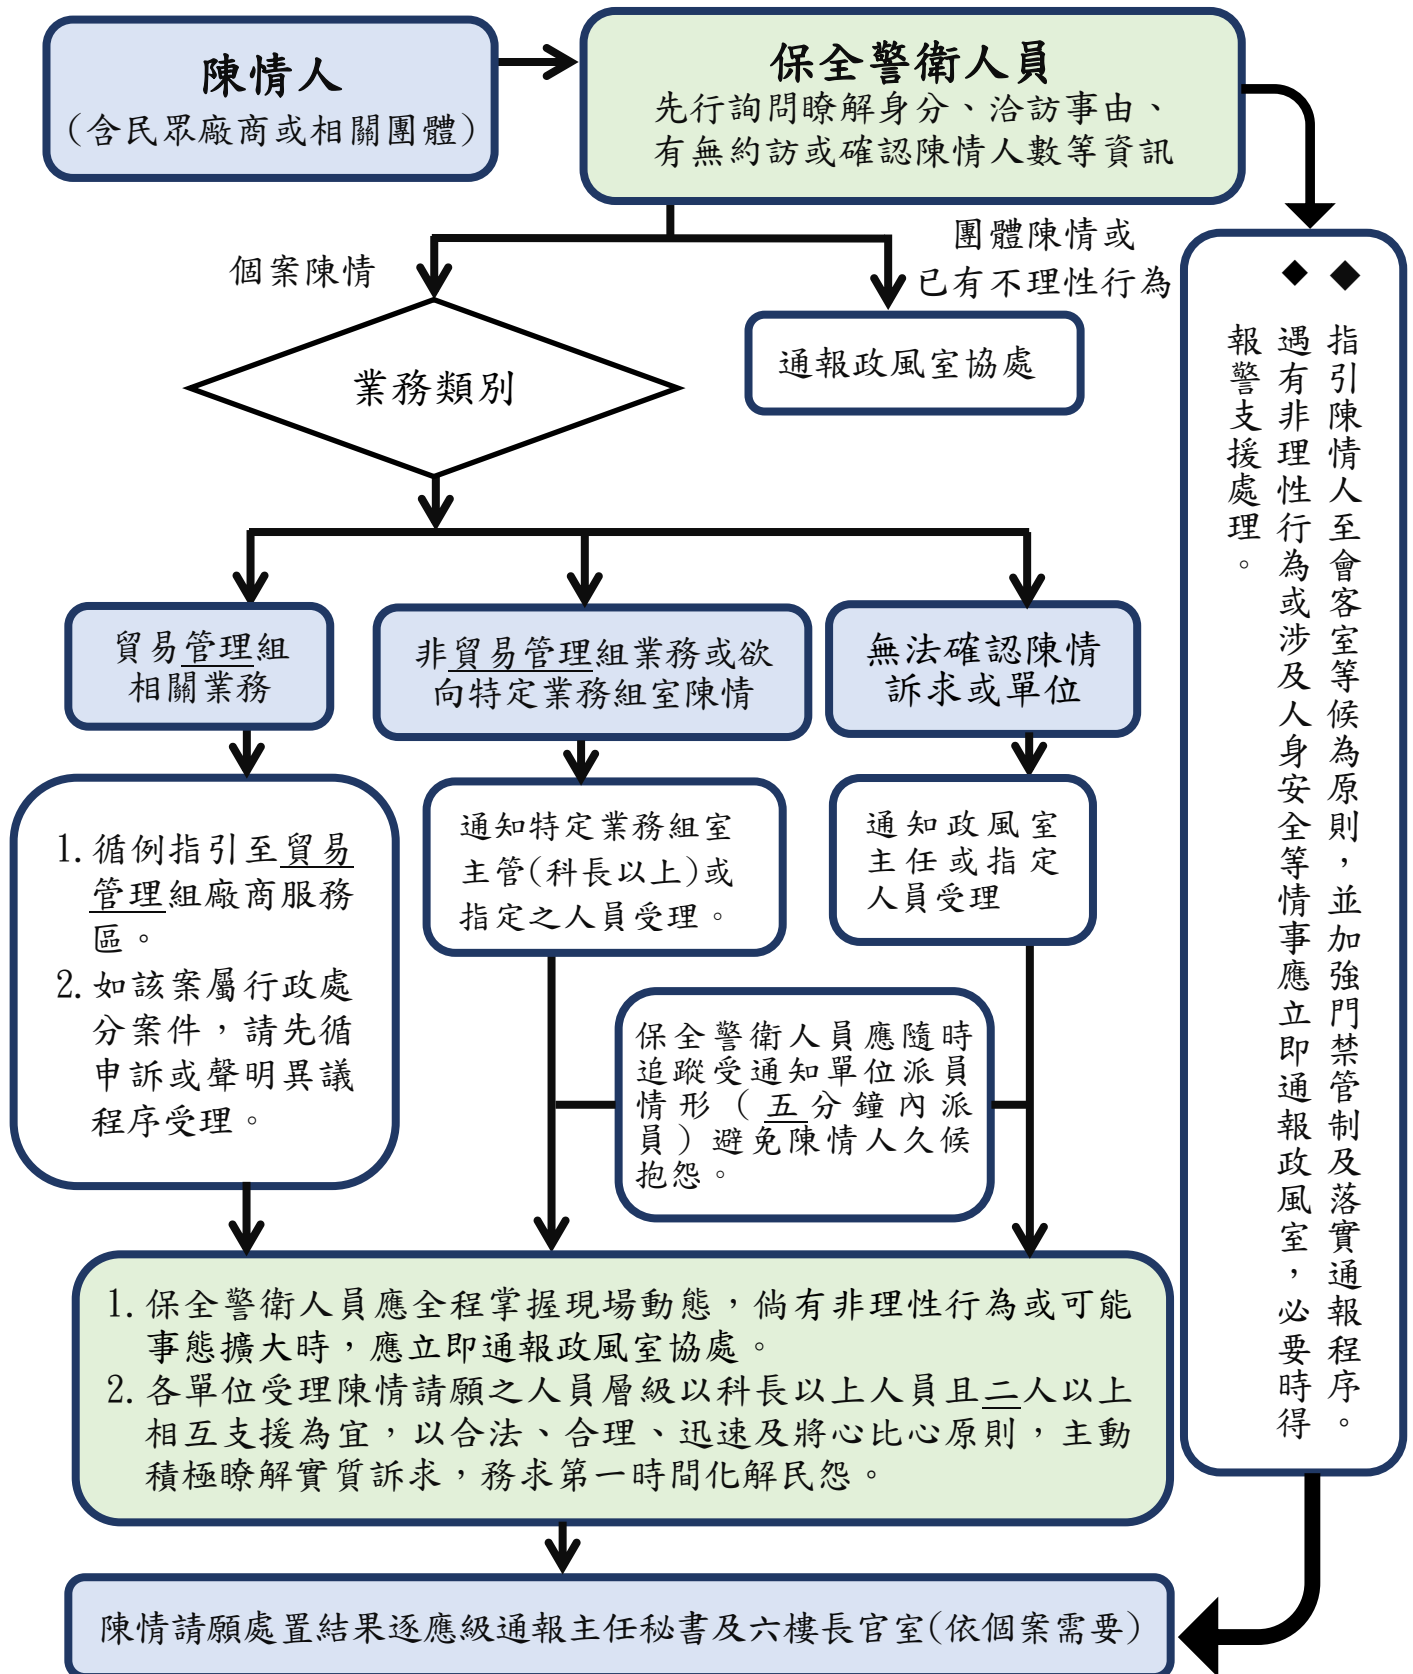 陳情人
(含民眾廠商或相關團體)
保全警衛人員
先行詢問瞭解身分、洽訪事由、
有無約訪或確認陳情人數等資訊
個案陳情
團體陳情或
已有不理性行為
通報政風室協處
業務類別
◆ 指引陳情人至會客室等候為原則，並加強門禁管制及落實通報程序。
◆ 遇有非理性行為或涉及人身安全等情事應立即通報政風室，必要時得
報警支援處理。
貿易管理組
相關業務
非貿易管理組業務或欲
向特定業務組室陳情
無法確認陳情
訴求或單位
1. 循例指引至貿易
管理組廠商服務
區。
2. 如該案屬行政處
分案件，請先循
申訴或聲明異議
程序受理。
通知特定業務組室
主管(科長以上)或
指定之人員受理。
通知政風室
主任或指定
人員受理
保全警衛人員應隨時
追蹤受通知單位派員
情形（五分鐘內派
員）避免陳情人久候
抱怨。
1. 保全警衛人員應全程掌握現場動態，倘有非理性行為或可能
事態擴大時，應立即通報政風室協處。
2. 各單位受理陳情請願之人員層級以科長以上人員且二人以上
相互支援為宜，以合法、合理、迅速及將心比心原則，主動
積極瞭解實質訴求，務求第一時間化解民怨。
陳情請願處置結果逐應級通報主任秘書及六樓長官室(依個案需要)